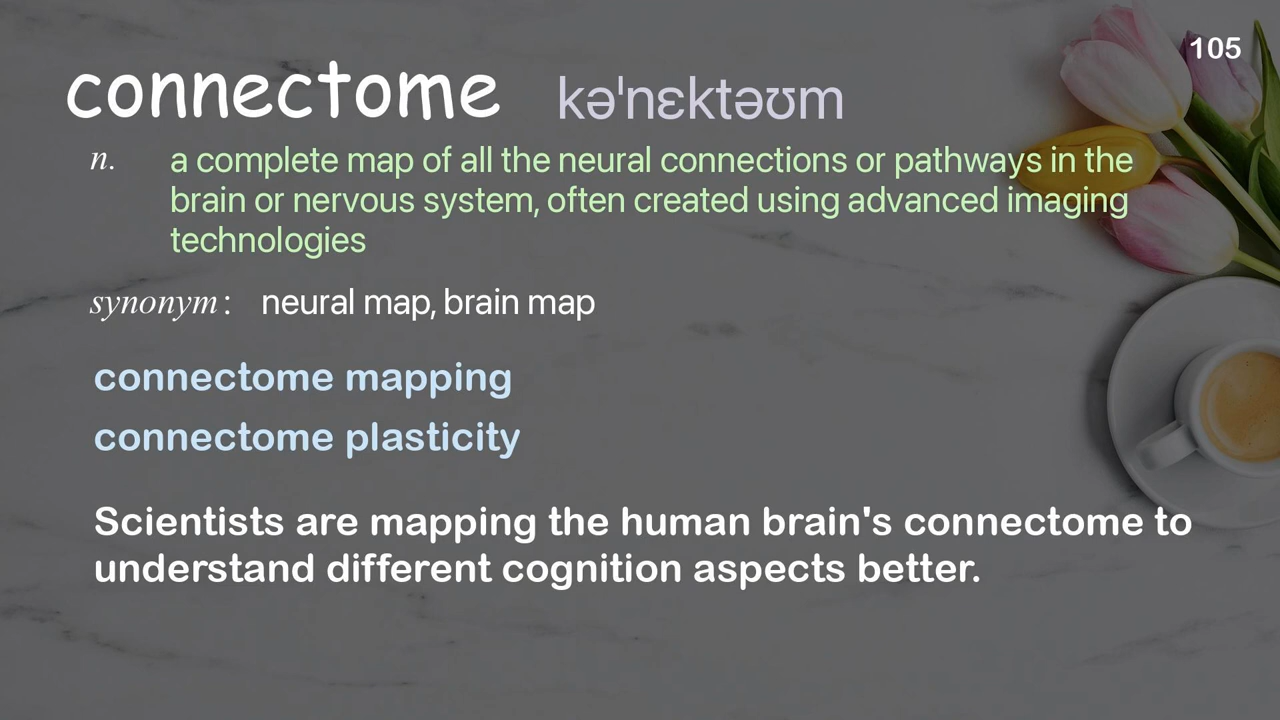 105
connectome kəˈnɛktəʊm
n. a complete map of all the neural connections or pathways in the
brain or nervous system, often created using advanced imaging
technologies
synonym: neural map, brain map
connectome mapping
connectome plasticity
Scientists are mapping the human brain's connectome to
understand different cognition aspects better.